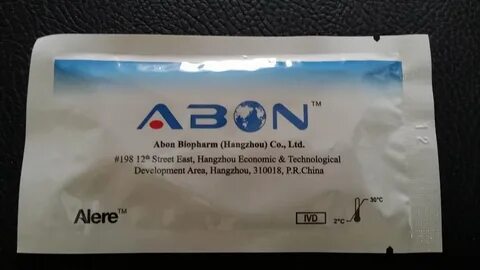 ABON™
Abon Biopharm (Hangzhou) Co., Ltd.
#198 12th Street East, Hangzhou Economic & Technological
Development Area, Hangzhou, 310018, P.R.China
Alere™
IVD
2°C
30°C
12